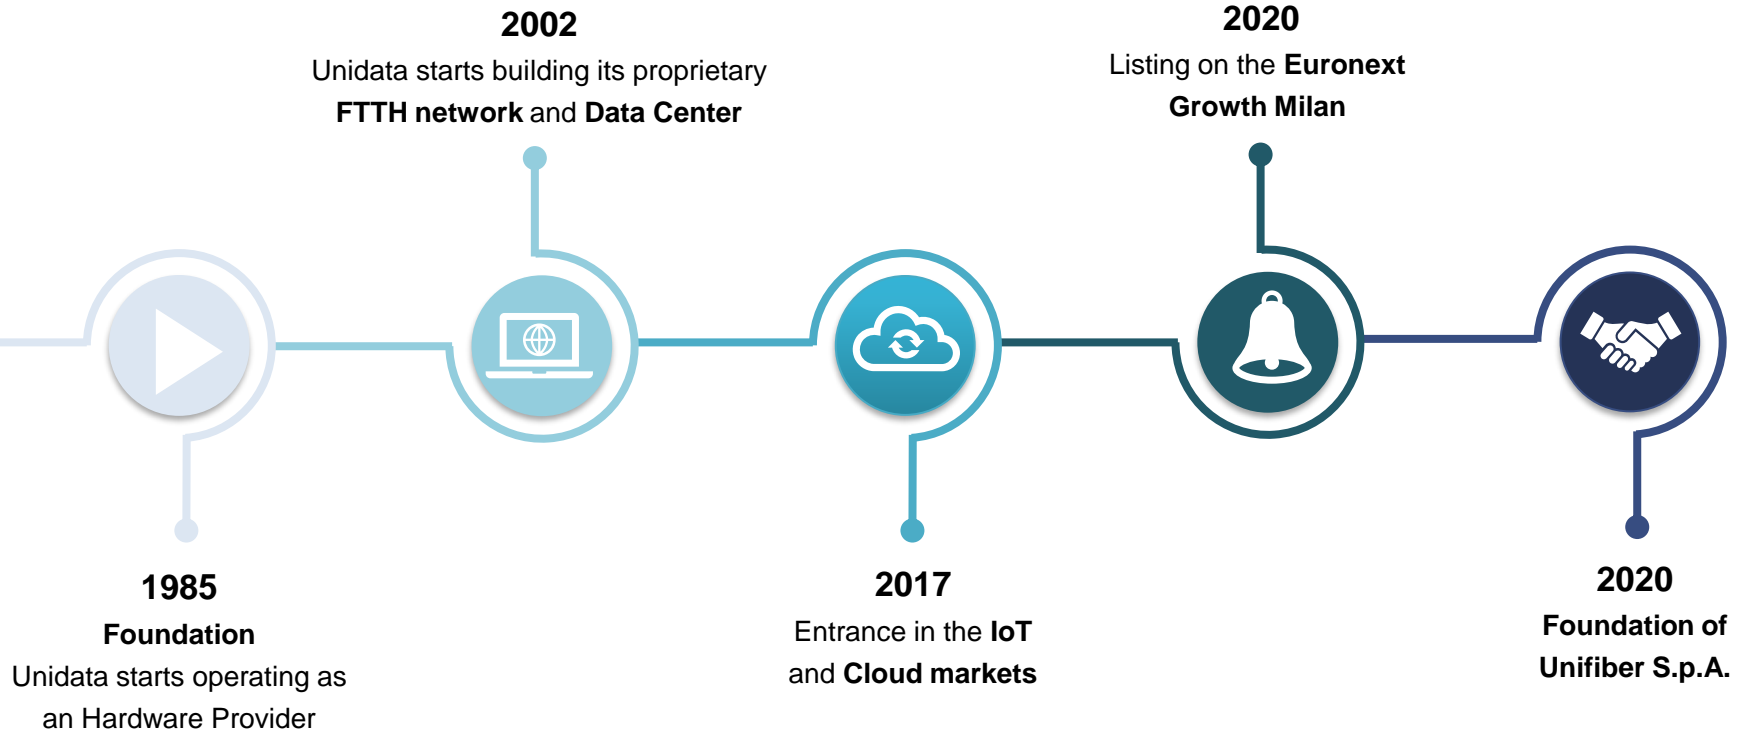 2002
Unidata starts building its proprietary
FTTH network and Data Center
2020
Listing on the Euronext
Growth Milan
1985
Foundation
Unidata starts operating as
an Hardware Provider
2017
Entrance in the IoT
and Cloud markets
2020
Foundation of
Unifiber S.p.A.